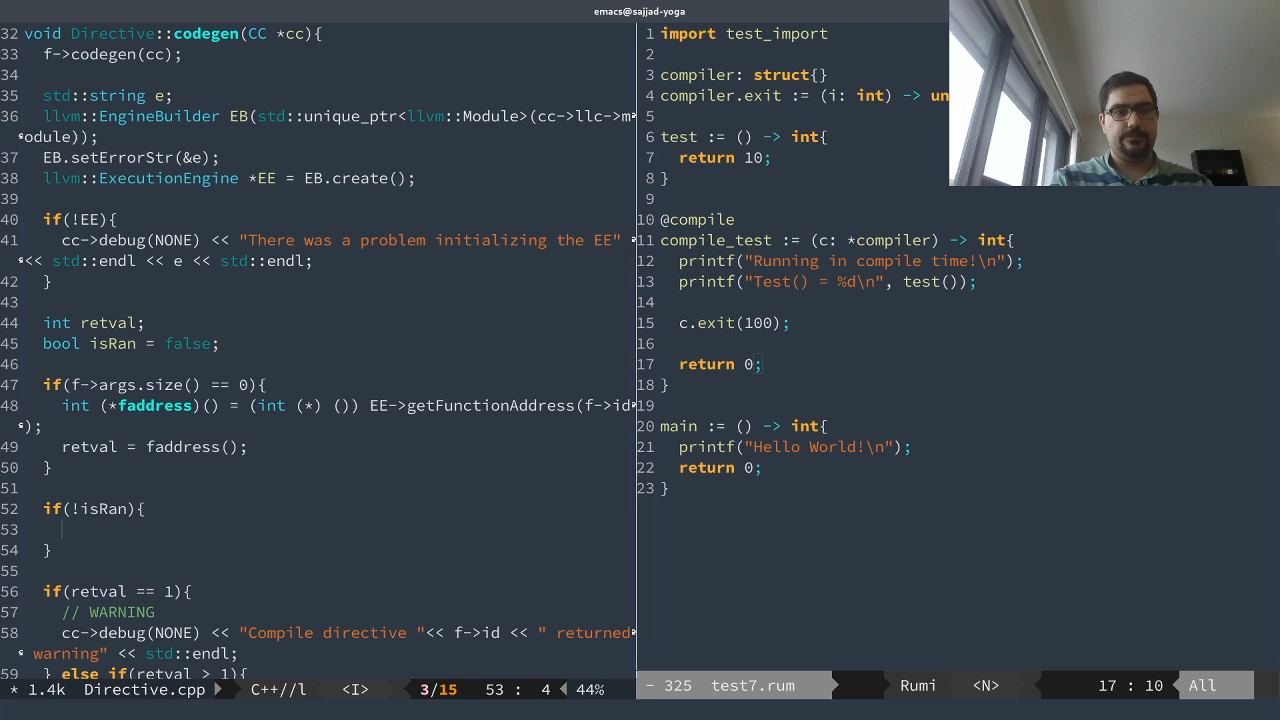 emacs@sajjad-yoga
32 void Directive::codegen(CC *cc){
33   f->codegen(cc);
34
35   std::string e;
36   llvm::EngineBuilder EB(std::unique_ptr<llvm::Module>(cc->llc->m
odule));
37   EB.setErrorStr(&e);
38   llvm::ExecutionEngine *EE = EB.create();
39
40   if(!EE){
41     cc->debug(NONE) << "There was a problem initializing the EE"
<< std::endl << e << std::endl;
42   }
43
44   int retval;
45   bool isRan = false;
46
47   if(f->args.size() == 0){
48     int (*faddress)() = (int (*) ()) EE->getFunctionAddress(f->id
);
49     retval = faddress();
50   }
51
52   if(!isRan){
53
54   }
55
56   if(retval == 1){
57     // WARNING
58     cc->debug(NONE) << "Compile directive "<< f->id << " returned
warning" << std::endl;
59   } else if(retval > 1){
* 1.4k Directive.cpp C++//l <I> 3/15 53 : 4 44%
1 import test_import
2
3 compiler: struct{}
4 compiler.exit := (i: int) -> un
5
6 test := () -> int{
7   return 10;
8 }
9
10 @compile
11 compile_test := (c: *compiler) -> int{
12   printf("Running in compile time!\n");
13   printf("Test() = %d\n", test());
14
15   c.exit(100);
16
17   return 0;
18 }
19
20 main := () -> int{
21   printf("Hello World!\n");
22   return 0;
23 }
- 325 test7.rum Rumi <N> 17 : 10 All